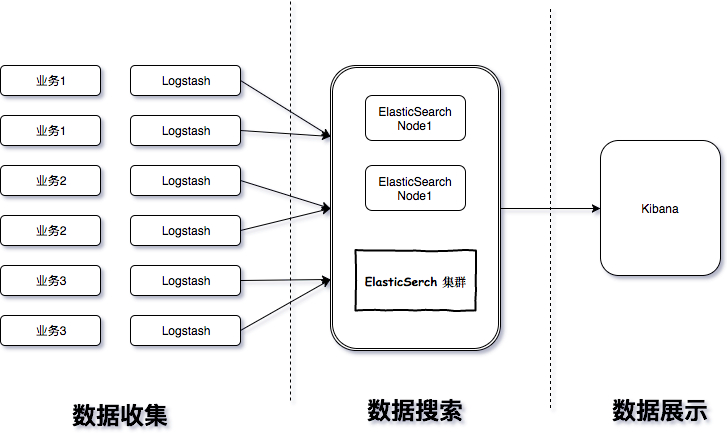 业务1
Logstash
业务1
Logstash
业务2
Logstash
业务2
Logstash
业务3
Logstash
业务3
Logstash
ElasticSearch
Node1
ElasticSearch
Node1
ElasticSerch 集群
Kibana
数据收集
数据搜索
数据展示